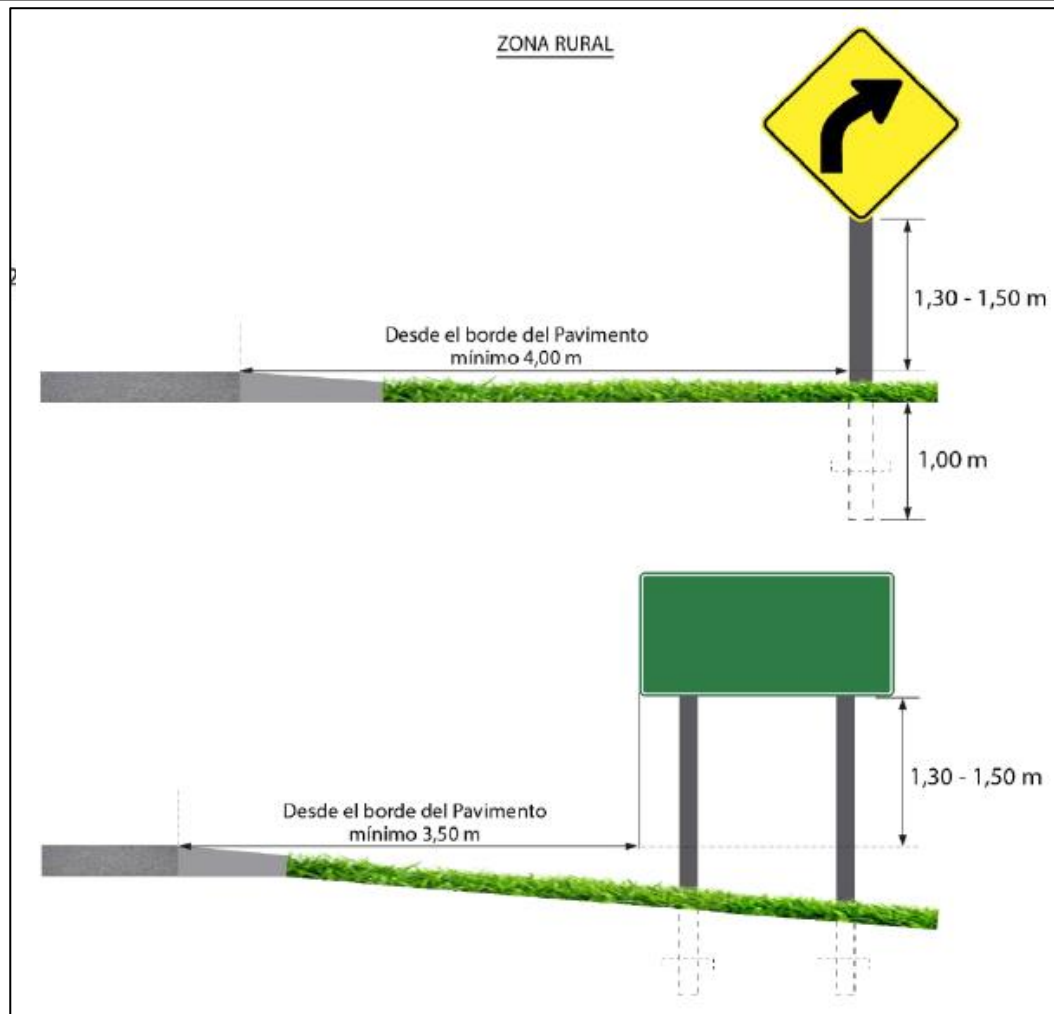 ZONA RURAL
1,30 - 1,50 m
Desde el borde del Pavimento
mínimo 4,00 m
1,00 m
1,30 - 1,50 m
Desde el borde del Pavimento
mínimo 3,50 m